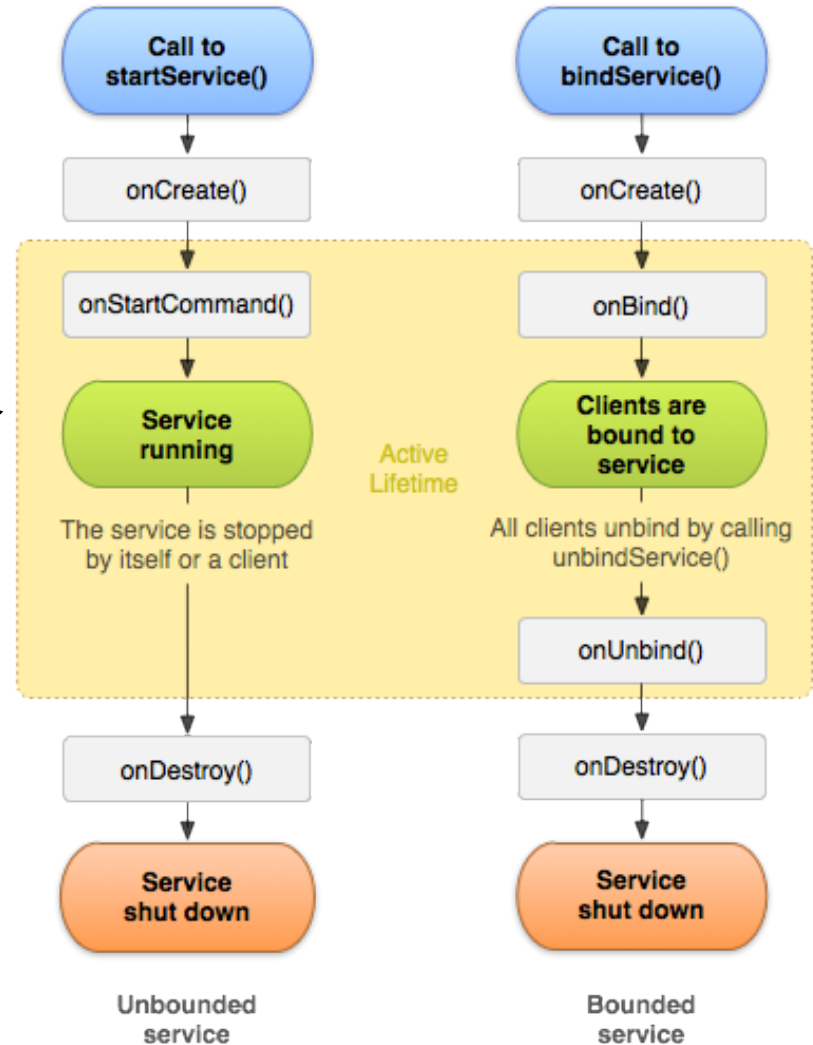 Call to
startService()
onCreate()
onStartCommand()
Service
running
The service is stopped
by itself or a client
onDestroy()
Service
shut down
Unbounded
service
Active
Lifetime
Call to
bindService()
onCreate()
onBind()
Clients are
bound to
service
All clients unbind by calling
unbindService()
onUnbind()
onDestroy()
Service
shut down
Bounded
service